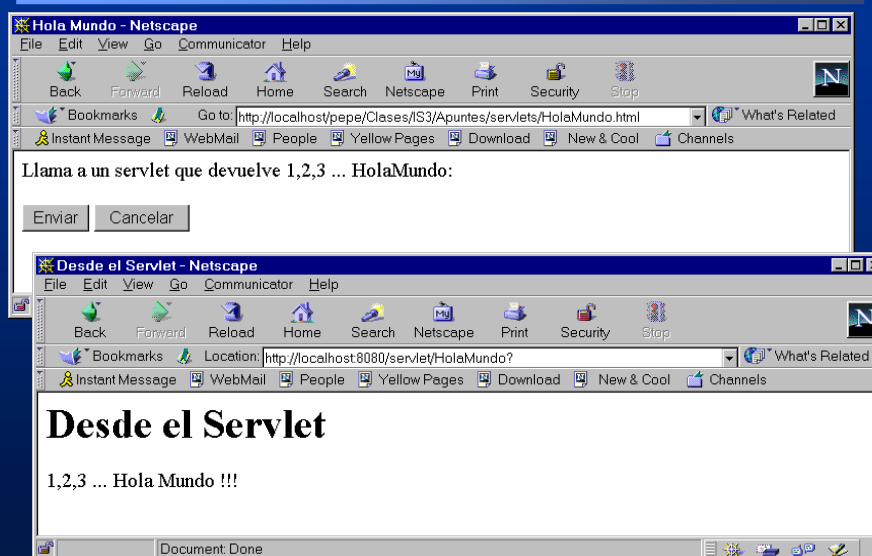 Hola Mundo - Netscape
File Edit View Go Communicator Help
Back Forward Reload Home Search Netscape Print Security Stop
My
N
Bookmarks Go to: http://localhost/pepe/Clases/IS3/Apuntes/servlets/HolaMundo.html What's Related
Instant Message WebMail People Yellow Pages Download New & Cool Channels
Llama a un servlet que devuelve 1,2,3 ... HolaMundo:
Enviar Cancelar
Desde el Servlet - Netscape
File Edit View Go Communicator Help
Back Forward Reload Home Search Netscape Print Security Stop
My
N
Bookmarks Location: http://localhost:8080/servlet/HolaMundo? What's Related
Instant Message WebMail People Yellow Pages Download New & Cool Channels
Desde el Servlet
1,2,3 ... Hola Mundo !!!
Document: Done